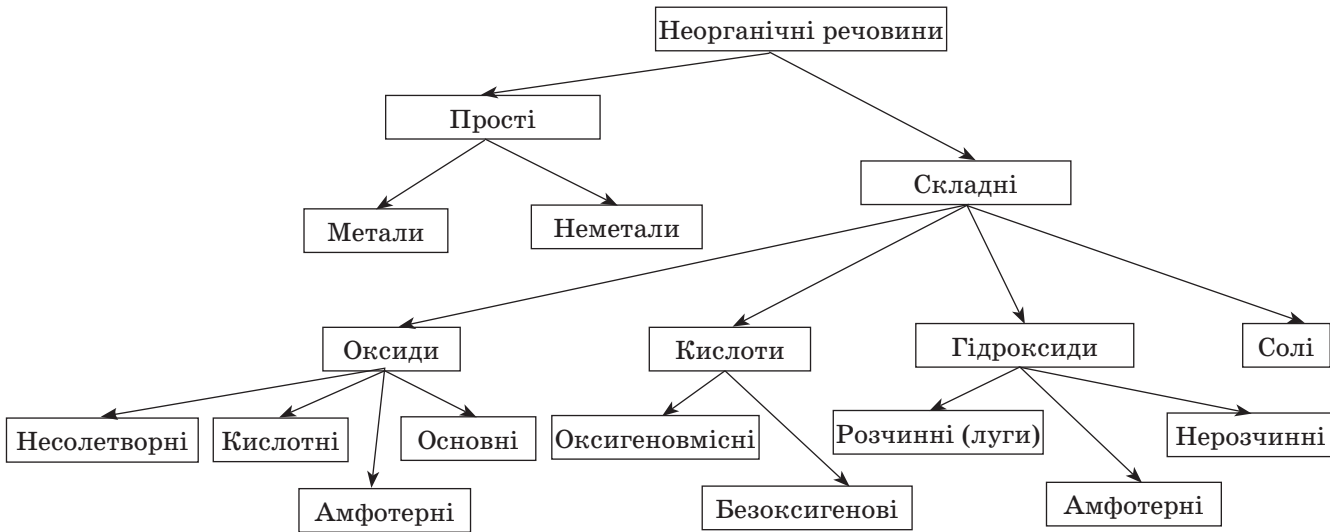 Неорганічні речовини
Прості
Складні
Метали
Неметали
Оксиди
Кислоти
Гідроксиди
Солі
Несолетворні
Кислотні
Основні
Оксигеновмісні
Розчинні (луги)
Нерозчинні
Амфотерні
Безоксигенові
Амфотерні